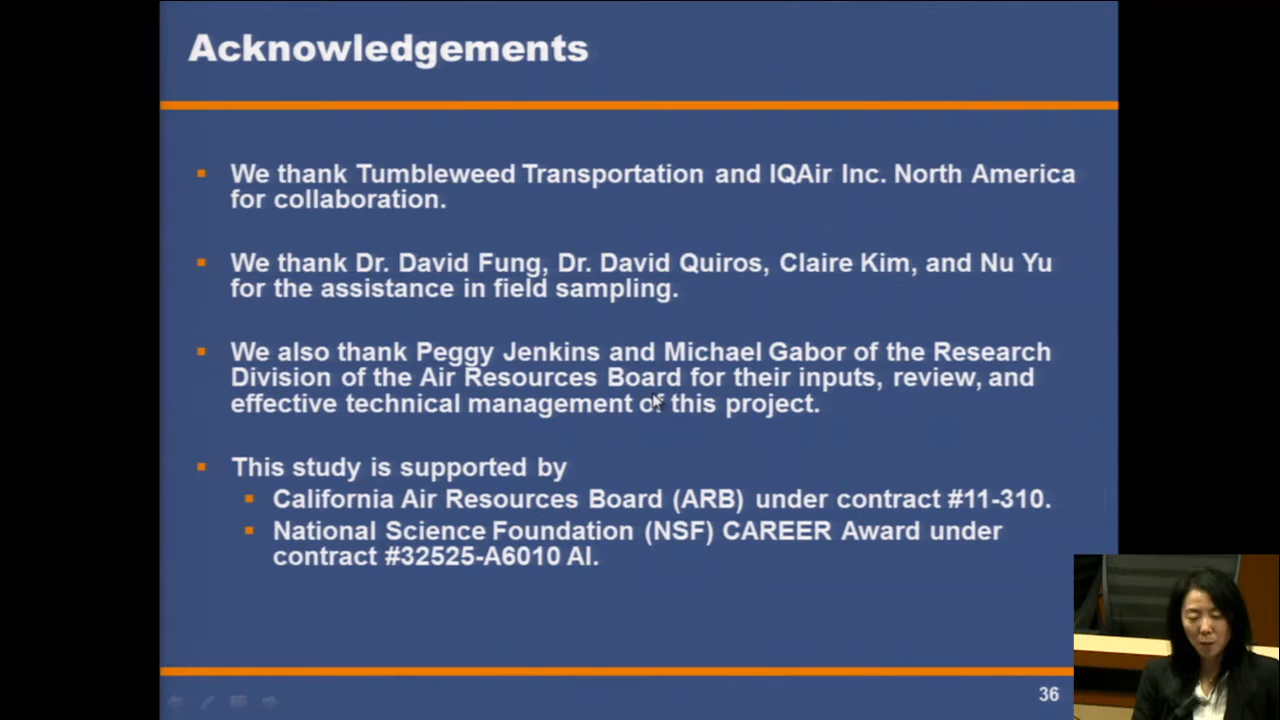 Acknowledgements
We thank Tumbleweed Transportation and IQAir Inc. North America
for collaboration.
We thank Dr. David Fung, Dr. David Quiros, Claire Kim, and Nu Yu
for the assistance in field sampling.
We also thank Peggy Jenkins and Michael Gabor of the Research
Division of the Air Resources Board for their inputs, review, and
effective technical management of this project.
This study is supported by
California Air Resources Board (ARB) under contract #11-310.
National Science Foundation (NSF) CAREER Award under
contract #32525-A6010 AI.
36